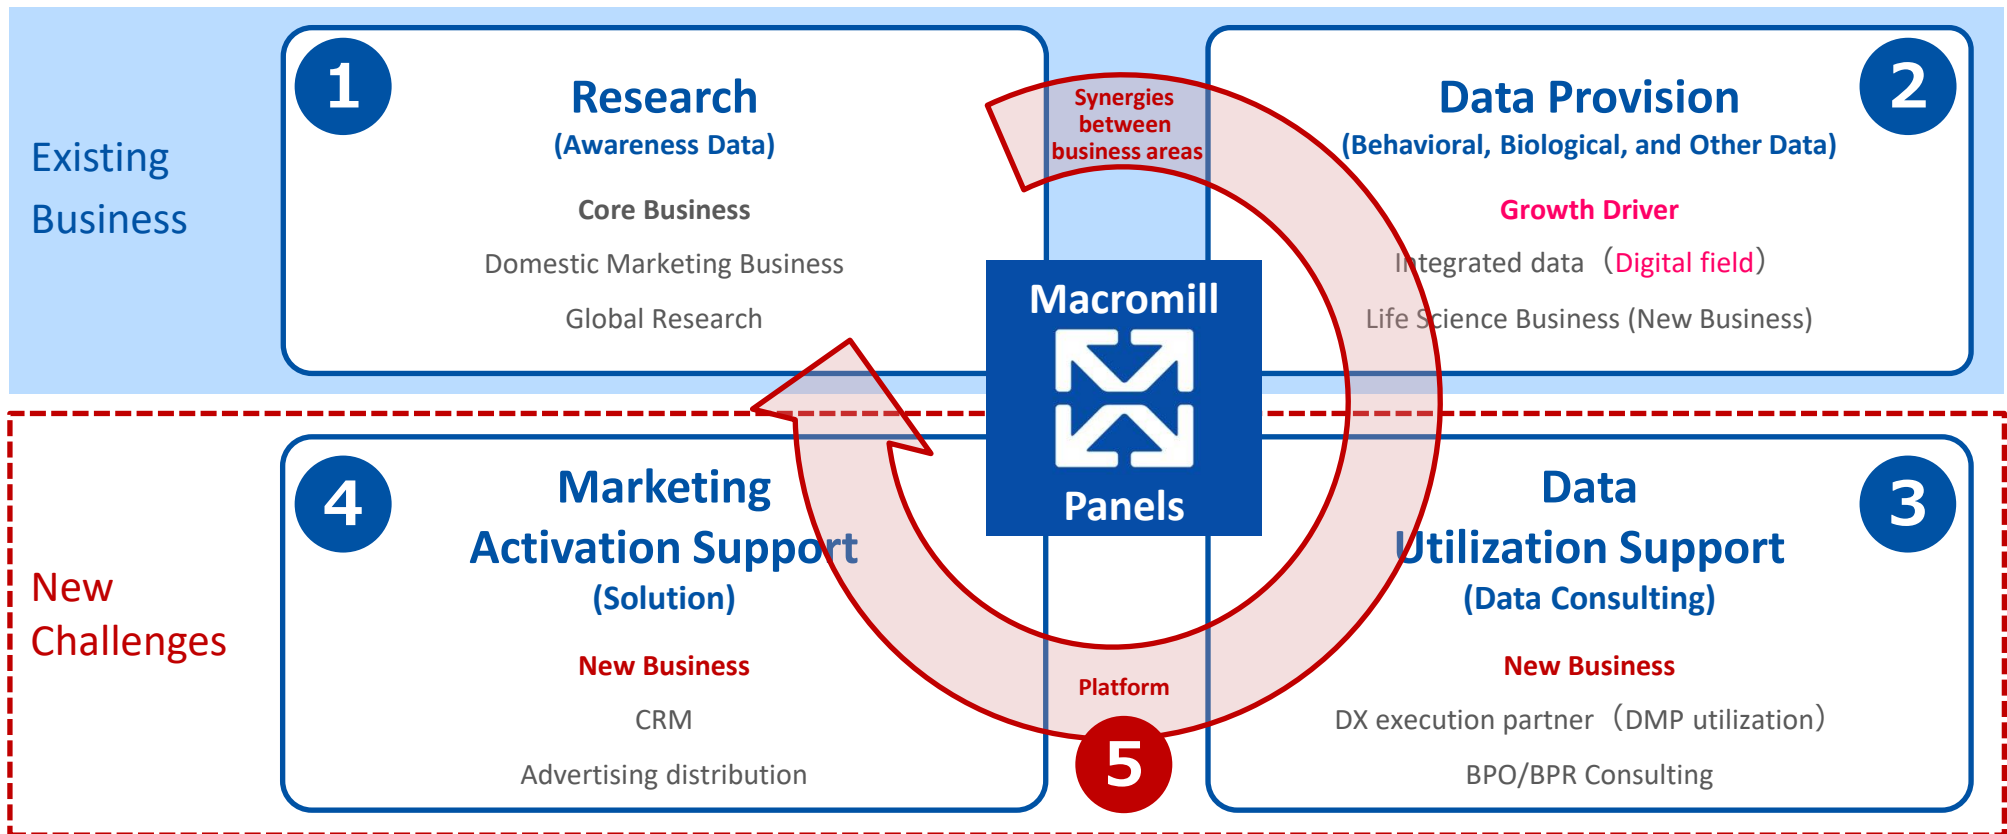 Existing
Business
1
Research
(Awareness Data)
Core Business
Domestic Marketing Business
Global Research
Synergies
between
business areas
2
Data Provision
(Behavioral, Biological, and Other Data)
Growth Driver
Integrated data（Digital field）
Life Science Business (New Business)
Macromill
Panels
New
Challenges
4
Marketing
Activation Support
(Solution)
New Business
CRM
Advertising distribution
Platform
5
3
Data
Utilization Support
(Data Consulting)
New Business
DX execution partner（DMP utilization）
BPO/BPR Consulting